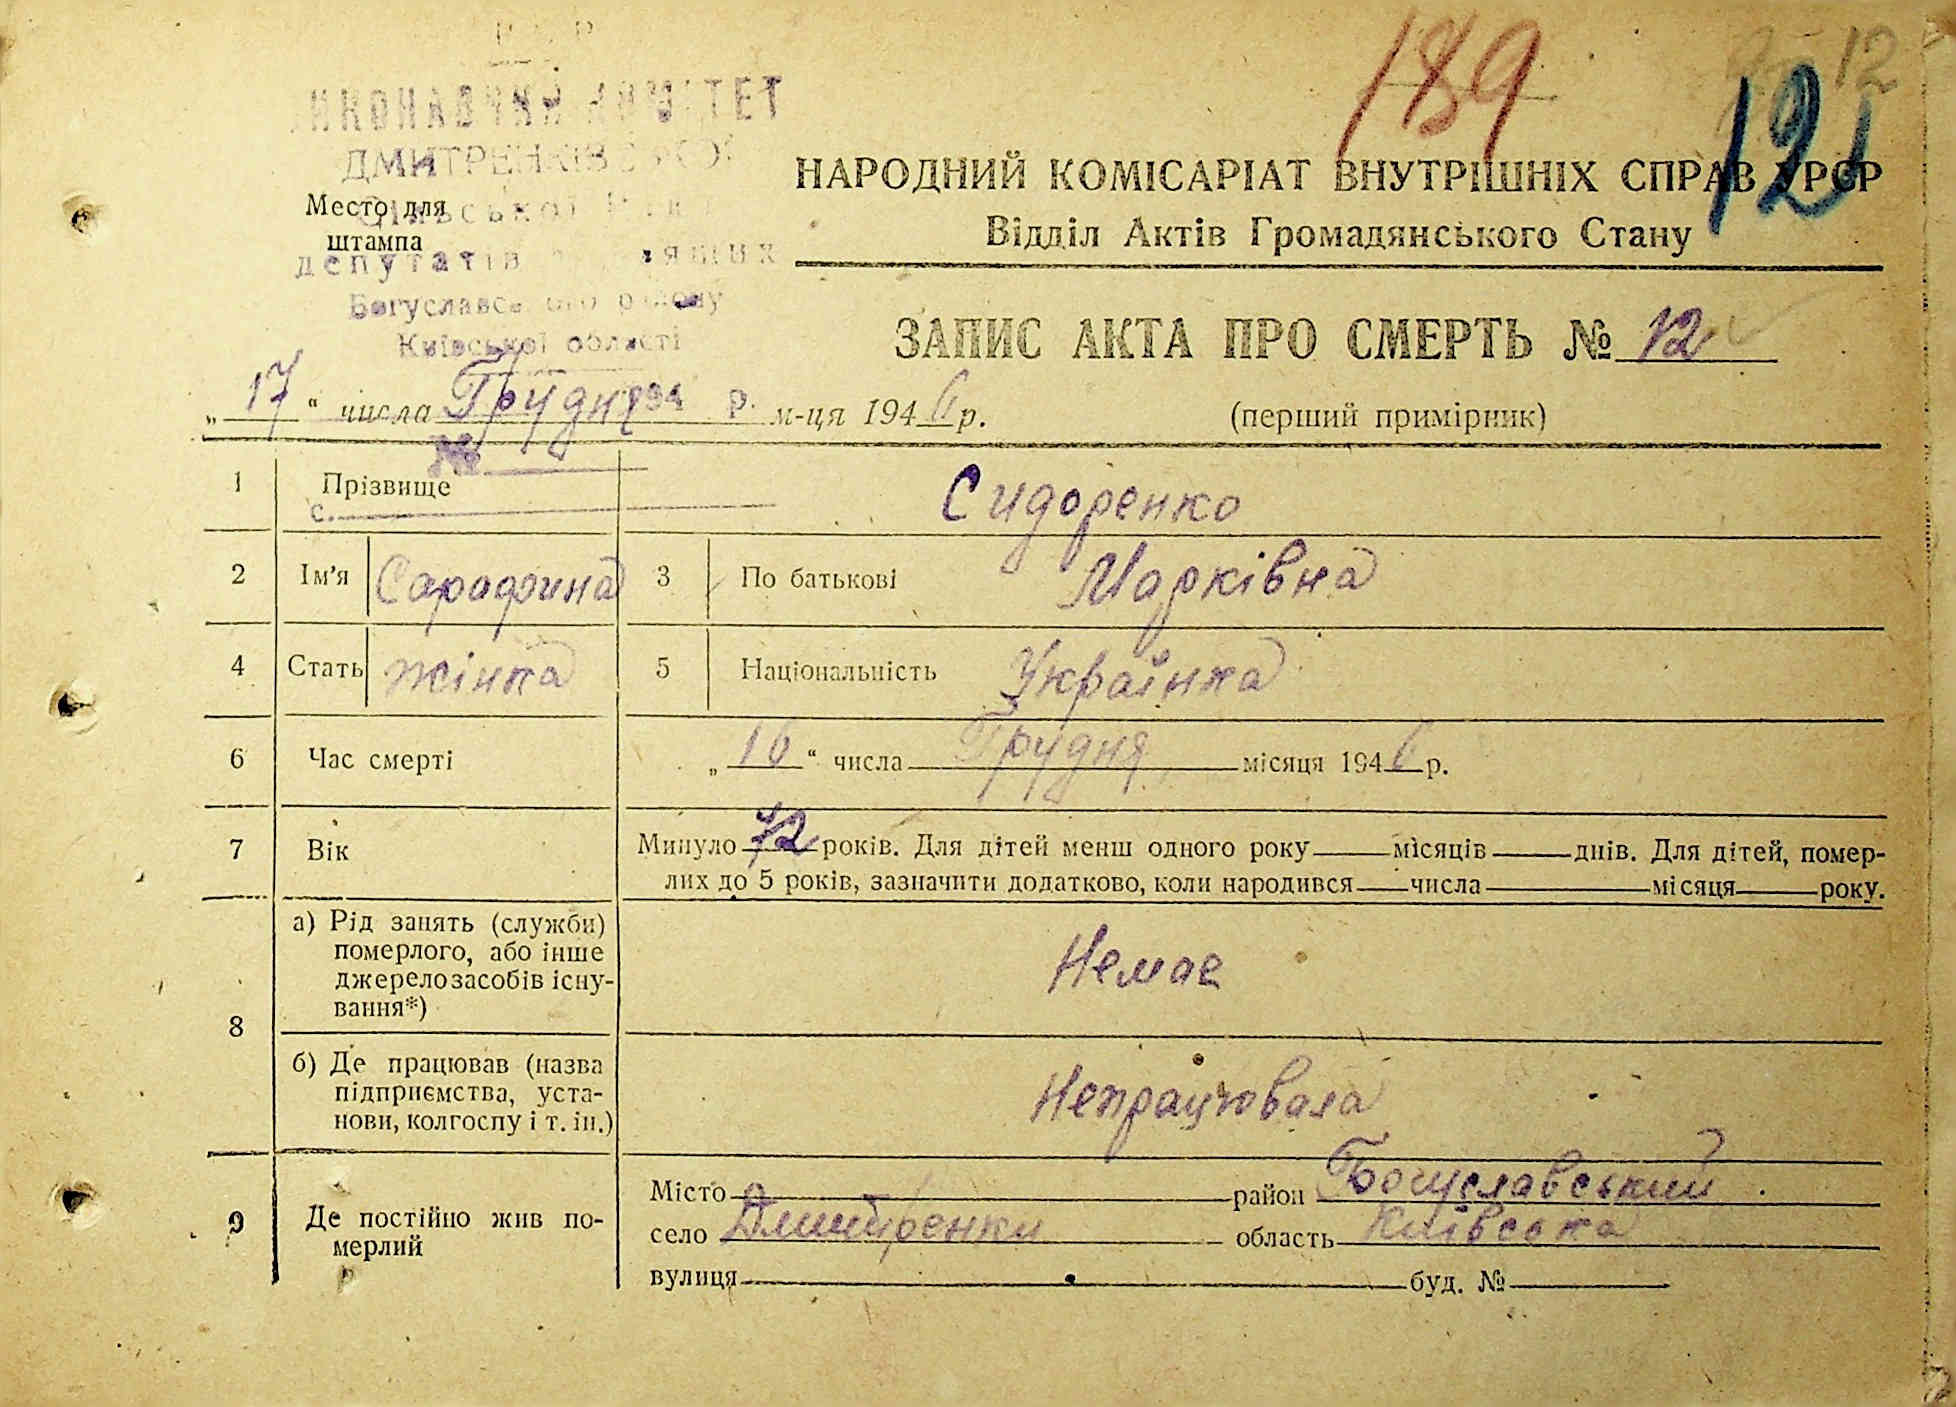 189
12
12
КОМІТЕТ
ДМИТРЕНКІВСЬКОЇ
Сільської
Место для
штампа
депутатів
Богуславського району
Київської області
194 р.
№
с.
НАРОДНИЙ КОМІСАРІАТ ВНУТРІШНІХ СПРАВ УРСР
Відділ Актів Громадянського Стану
ЗАПИС АКТА ПРО СМЕРТЬ № 12
„ 17 “ числа Грудня м-ця 1946 р.
(перший примірник)
1 Прізвище Сидоренко
2 Ім’я Сарафина 3 По батькові Марківна
4 Стать жінка 5 Національність Українка
6 Час смерті „ 16 “ числа Грудня місяця 1946 р.
7 Вік Минуло 72 років. Для дітей менш одного року місяців днів. Для дітей, помер-
лих до 5 років, зазначити додатково, коли народився числа місяця року.
8 а) Рід занять (служби)
померлого, або інше
джерело засобів існу-
вання*)
Немає
б) Де працював (назва
підприємства, уста-
нови, колгоспу і т. ін.)
Непрацювала
9 Де постійно жив по-
мерлий
Місто район Богуславський
село Дмитренки область Київська
вулиця буд. №